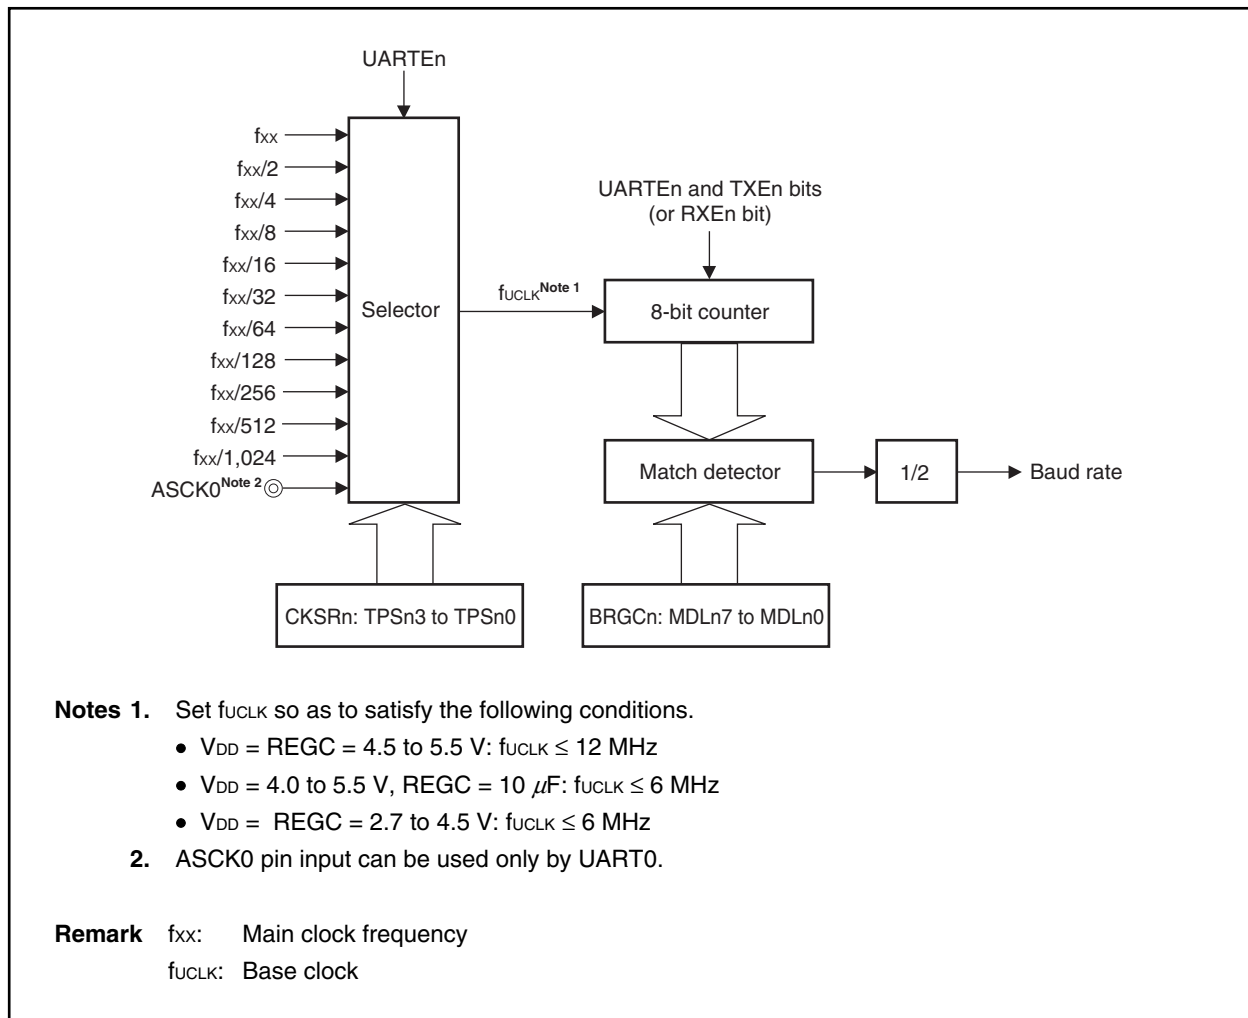 UARTEn
fXX
fXX/2
fXX/4
fXX/8
fXX/16
fXX/32
fXX/64
fXX/128
fXX/256
fXX/512
fXX/1,024
ASCK0Note 2
Selector
fUCLKNote 1
UARTEn and TXEn bits
(or RXEn bit)
8-bit counter
Match detector
1/2
Baud rate
CKSRn: TPSn3 to TPSn0
BRGCn: MDLn7 to MDLn0
Notes 1. Set fUCLK so as to satisfy the following conditions.
• VDD = REGC = 4.5 to 5.5 V: fUCLK ≤ 12 MHz
• VDD = 4.0 to 5.5 V, REGC = 10 μF: fUCLK ≤ 6 MHz
• VDD = REGC = 2.7 to 4.5 V: fUCLK ≤ 6 MHz
2. ASCK0 pin input can be used only by UART0.
Remark fXX: Main clock frequency
fUCLK: Base clock